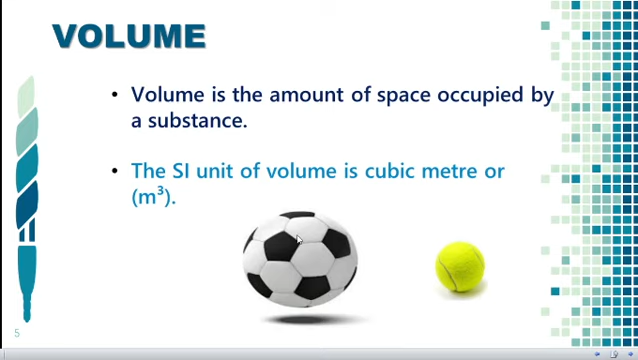 VOLUME
• Volume is the amount of space occupied by
a substance.
• The SI unit of volume is cubic metre or
(m³).
5